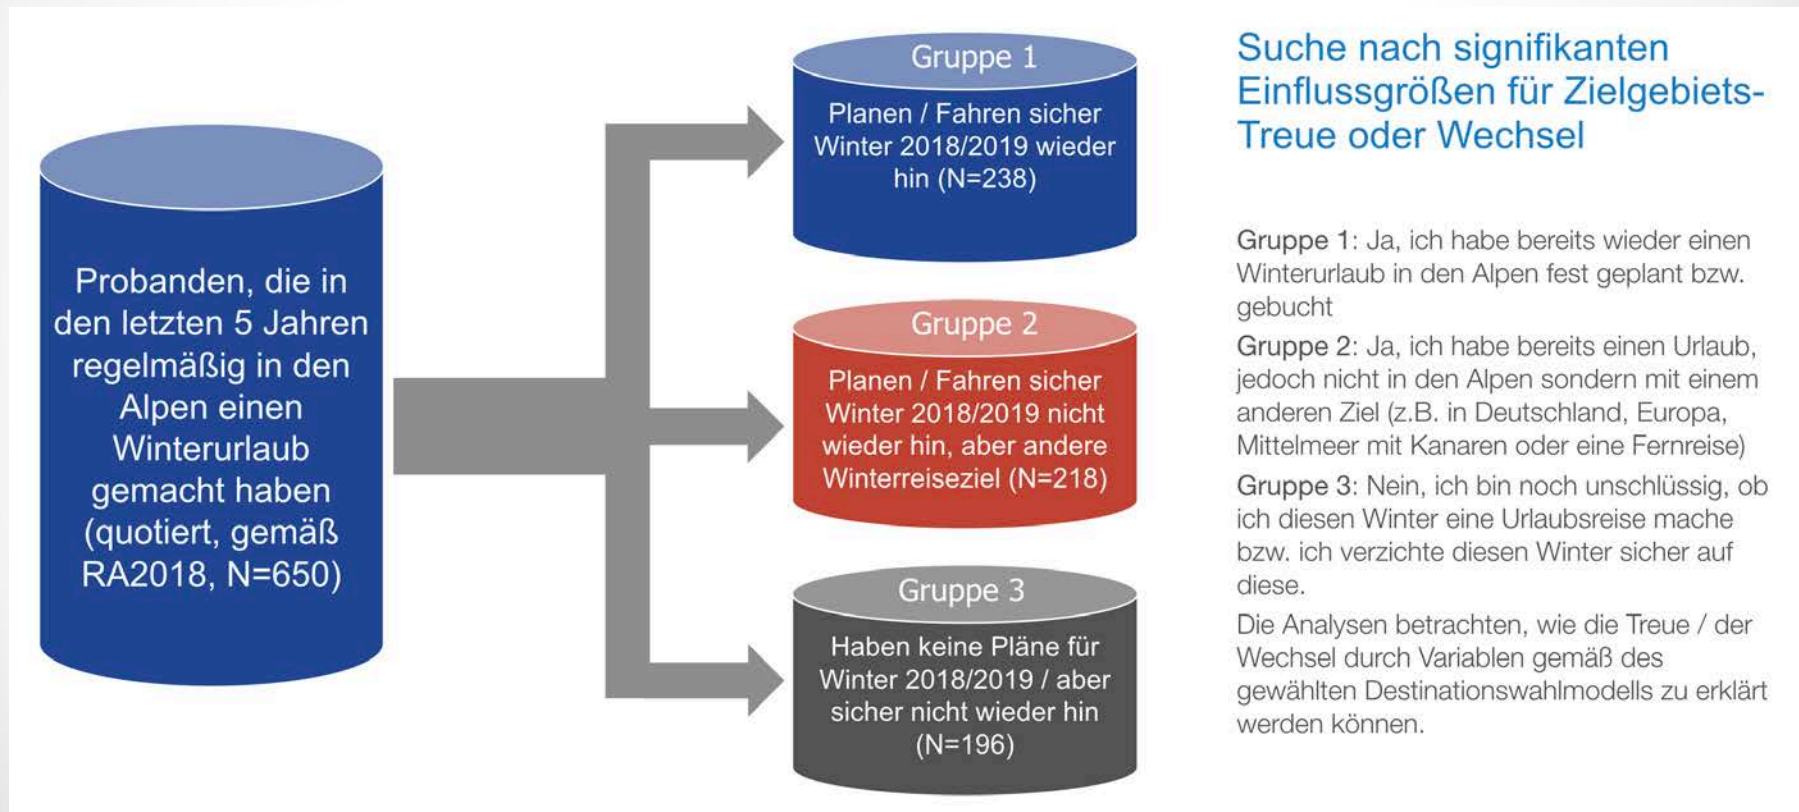 Probanden, die in
den letzten 5 Jahren
regelmäßig in den
Alpen einen
Winterurlaub
gemacht haben
(quotiert, gemäß
RA2018, N=650)
Gruppe 1
Planen / Fahren sicher
Winter 2018/2019 wieder
hin (N=238)
Gruppe 2
Planen / Fahren sicher
Winter 2018/2019 nicht
wieder hin, aber andere
Winterreiseziel (N=218)
Gruppe 3
Haben keine Pläne für
Winter 2018/2019 / aber
sicher nicht wieder hin
(N=196)
Suche nach signifikanten
Einflussgrößen für Zielgebiets-
Treue oder Wechsel
Gruppe 1: Ja, ich habe bereits wieder einen
Winterurlaub in den Alpen fest geplant bzw.
gebucht
Gruppe 2: Ja, ich habe bereits einen Urlaub,
jedoch nicht in den Alpen sondern mit einem
anderen Ziel (z.B. in Deutschland, Europa,
Mittelmeer mit Kanaren oder eine Fernreise)
Gruppe 3: Nein, ich bin noch unschlüssig, ob
ich diesen Winter eine Urlaubsreise mache
bzw. ich verzichte diesen Winter sicher auf
diese.
Die Analysen betrachten, wie die Treue / der
Wechsel durch Variablen gemäß des
gewählten Destinationswahlmodells zu erklärt
werden können.